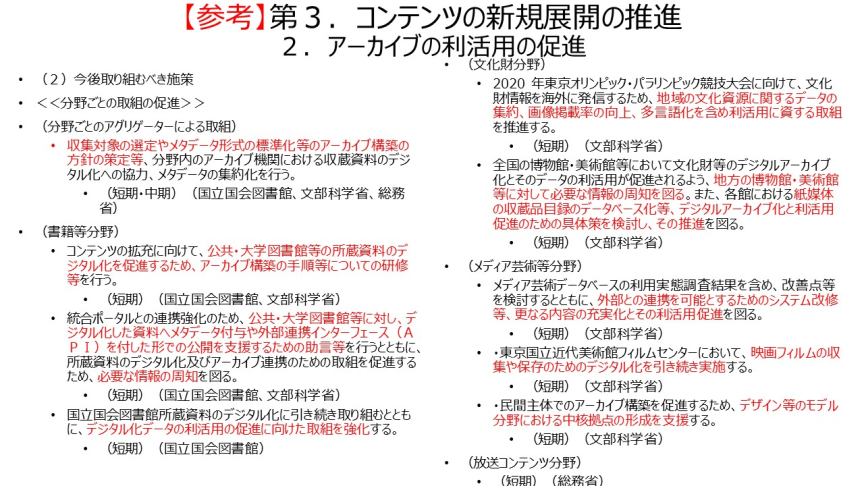 【参考】第３．コンテンツの新規展開の推進
２．アーカイブの利活用の促進
• （２）今後取り組むべき施策
• ＜＜分野ごとの取組の促進＞＞
• （分野ごとのアグリゲーターによる取組）
• 収集対象の選定やメタデータ形式の標準化等のアーカイブ構築の
方針の策定等、分野内のアーカイブ機関における収蔵資料のデジ
タル化への協力、メタデータの集約化を行う。
• （短期・中期）（国立国会図書館、文部科学省、総務
省）
• （書籍等分野）
• コンテンツの拡充に向けて、公共・大学図書館等の所蔵資料のデ
ジタル化を促進するため、アーカイブ構築の手順等についての研修
等を行う。
• （短期）（国立国会図書館、文部科学省）
• 統合ポータルとの連携強化のため、公共・大学図書館等に対し、デ
ジタル化した資料へメタデータ付与や外部連携インターフェース（Ａ
ＰＩ）を付した形での公開を支援するための助言等を行うとともに、
所蔵資料のデジタル化及びアーカイブ連携のための取組を促進する
ため、必要な情報の周知を図る。
• （短期）（国立国会図書館、文部科学省）
• 国立国会図書館所蔵資料のデジタル化に引き続き取り組むととも
に、デジタル化データの利活用の促進に向けた取組を強化する。
• （短期）（国立国会図書館）
• （文化財分野）
• 2020 年東京オリンピック・パラリンピック競技大会に向けて、文化
財情報を海外に発信するため、地域の文化資源に関するデータの
集約、画像掲載率の向上、多言語化を含め利活用に資する取組
を推進する。
• （短期）（文部科学省）
• 全国の博物館・美術館等において文化財等のデジタルアーカイブ
化とそのデータの利活用が促進されるよう、地方の博物館・美術館
等に対して必要な情報の周知を図る。また、各館における紙媒体
の収蔵品目録のデータベース化等、デジタルアーカイブ化と利活用
促進のための具体策を検討し、その推進を図る。
• （短期）（文部科学省）
• （メディア芸術等分野）
• メディア芸術データベースの利用実態調査結果を含め、改善点等
を検討するとともに、外部との連携を可能とするためのシステム改修
等、更なる内容の充実化とその利活用促進を図る。
• （短期）（文部科学省）
• ・東京国立近代美術館フィルムセンターにおいて、映画フィルムの収
集や保存のためのデジタル化を引き続き実施する。
• （短期）（文部科学省）
• ・民間主体でのアーカイブ構築を促進するため、デザイン等のモデル
分野における中核拠点の形成を支援する。
• （短期）（文部科学省）
• （放送コンテンツ分野）
• （短期）（総務省）